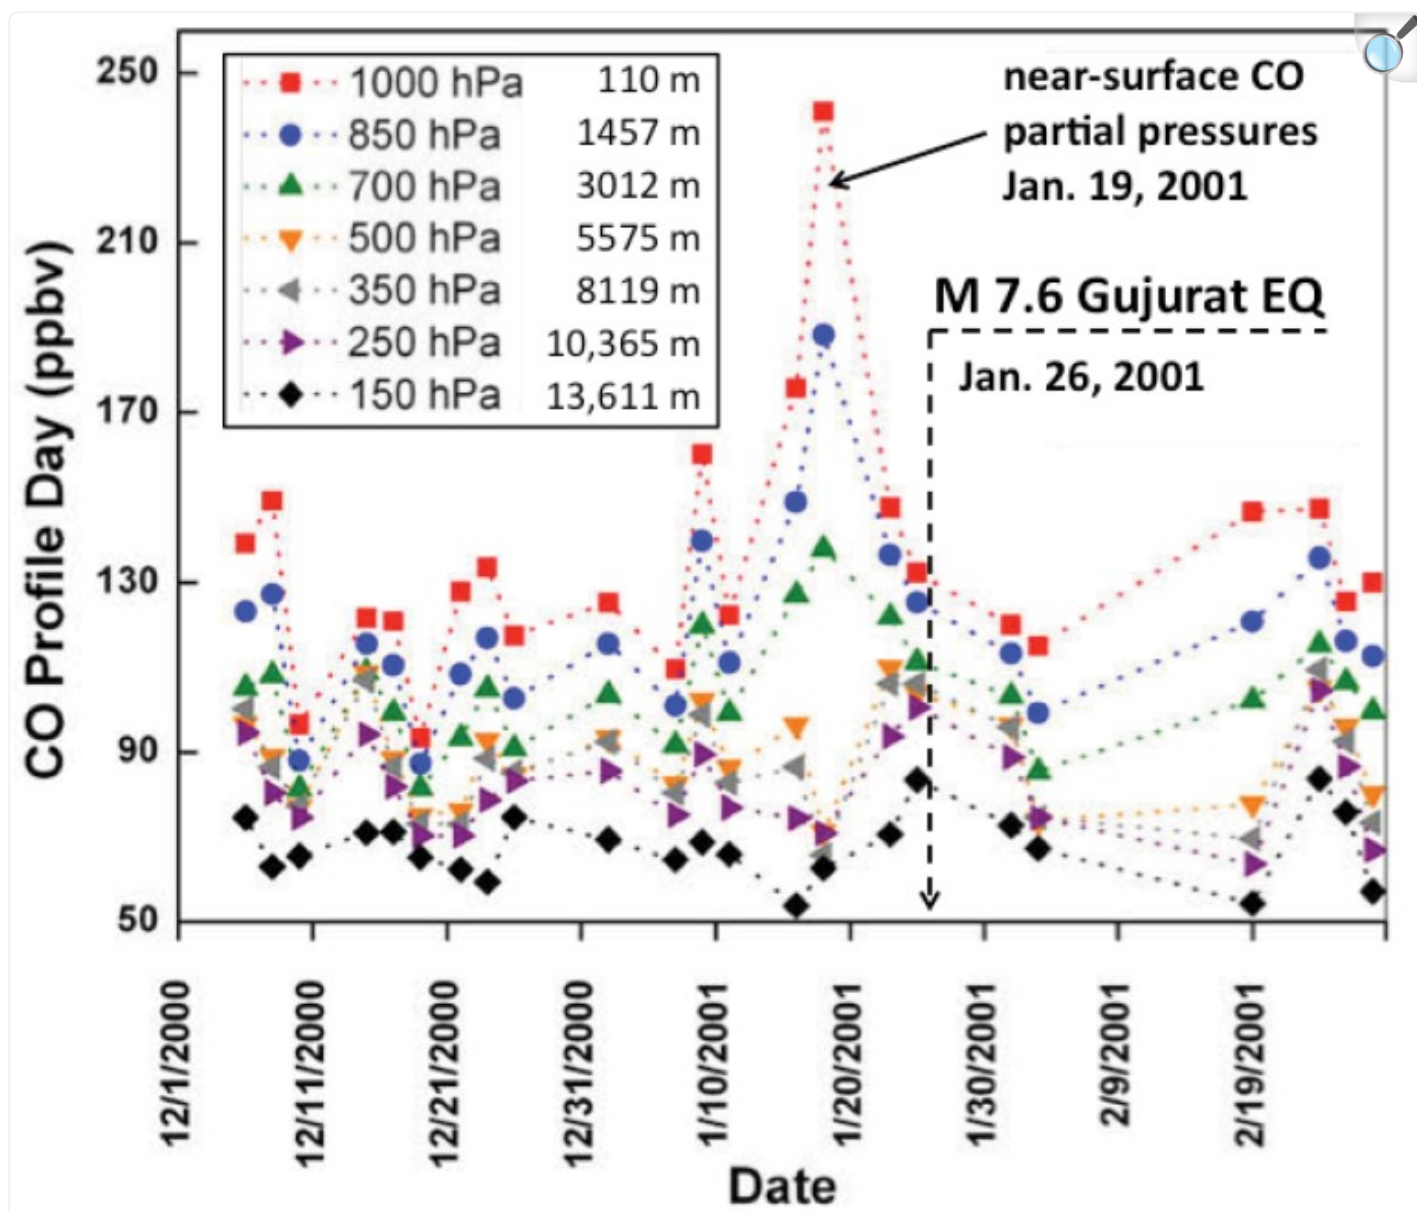 CO Profile Day (ppbv)
250
210
170
130
90
50
1000 hPa 110 m
850 hPa 1457 m
700 hPa 3012 m
500 hPa 5575 m
350 hPa 8119 m
250 hPa 10,365 m
150 hPa 13,611 m
near-surface CO
partial pressures
Jan. 19, 2001
M 7.6 Gujurat EQ
Jan. 26, 2001
12/1/2000
12/11/2000
12/21/2000
12/31/2000
1/10/2001
1/20/2001
1/30/2001
2/9/2001
2/19/2001
Date